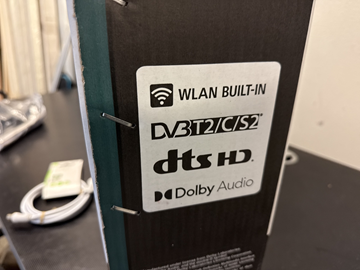 WLAN BUILT-IN
DVB T2/C/S2
dts HD
Dolby Audio